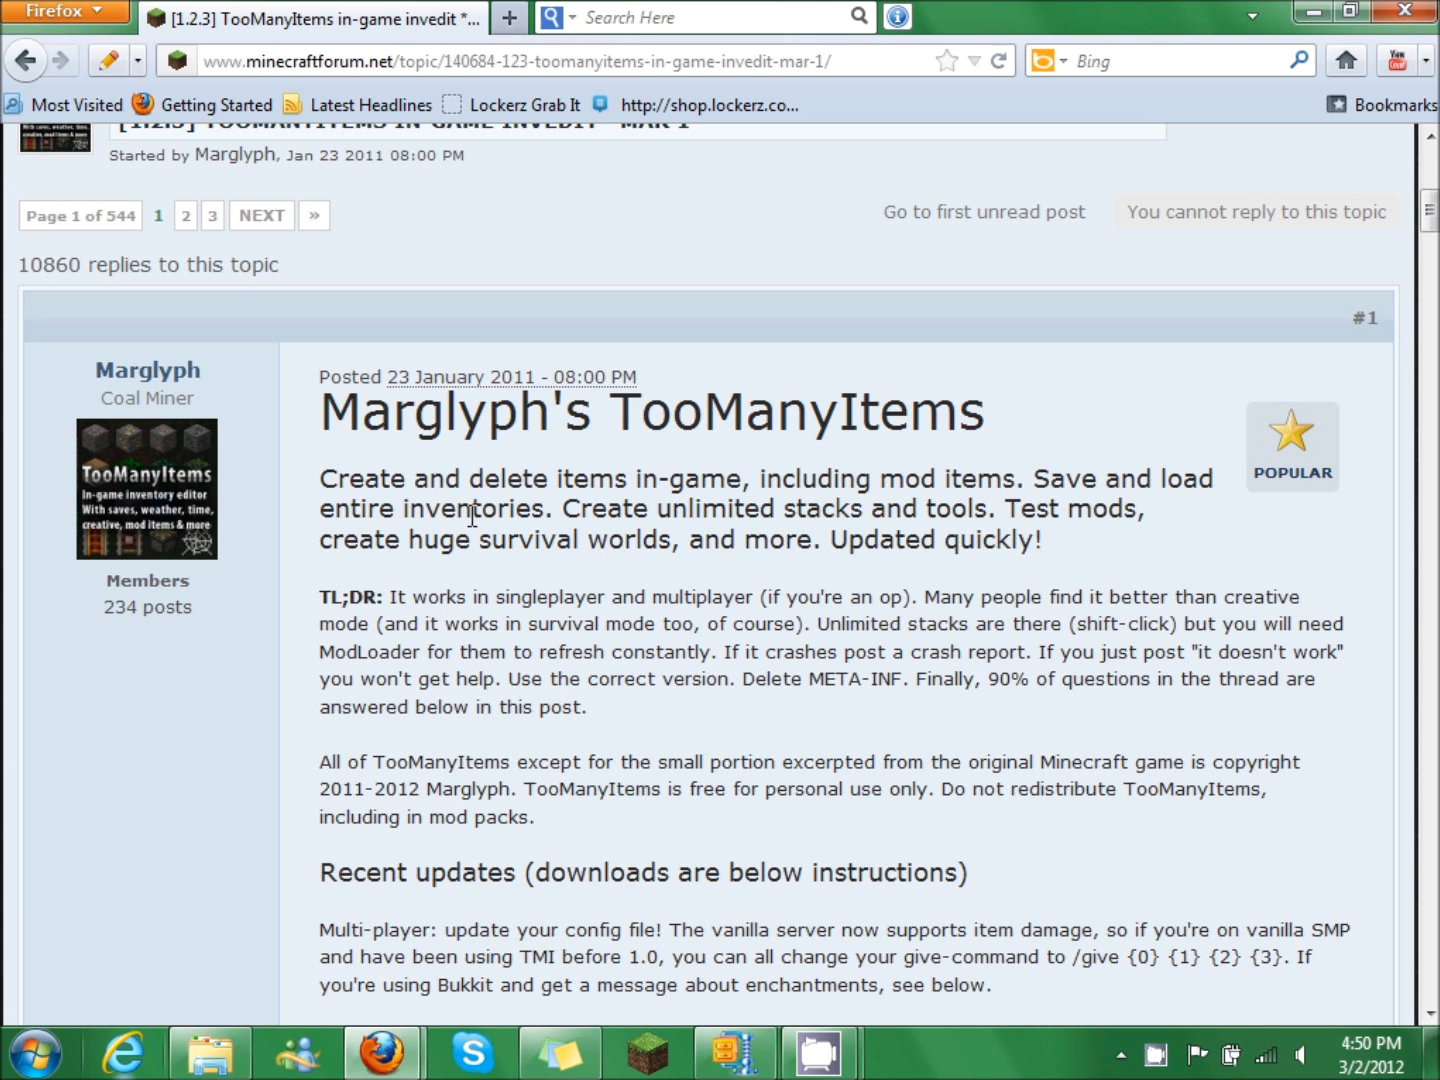 Firefox
[1.2.3] TooManyItems in-game invedit *...
Search Here
www.minecraftforum.net/topic/140684-123-toomanyitems-in-game-invedit-mar-1/
Bing
Most Visited
Getting Started
Latest Headlines
Lockerz Grab It
http://shop.lockerz.co...
Bookmarks
[1.2.3] TOOMANYITEMS IN-GAME INVEDIT * MAR 1
Started by Marglyph, Jan 23 2011 08:00 PM
Page 1 of 544 1 2 3 NEXT »
Go to first unread post
You cannot reply to this topic
10860 replies to this topic
#1
Marglyph
Coal Miner
TooManyItems
In-game inventory editor
With saves, weather, time,
creative, mod items & more
Members
234 posts
Posted 23 January 2011 - 08:00 PM
Marglyph's TooManyItems
POPULAR
Create and delete items in-game, including mod items. Save and load
entire inventories. Create unlimited stacks and tools. Test mods,
create huge survival worlds, and more. Updated quickly!
TL;DR: It works in singleplayer and multiplayer (if you're an op). Many people find it better than creative
mode (and it works in survival mode too, of course). Unlimited stacks are there (shift-click) but you will need
ModLoader for them to refresh constantly. If it crashes post a crash report. If you just post "it doesn't work"
you won't get help. Use the correct version. Delete META-INF. Finally, 90% of questions in the thread are
answered below in this post.
All of TooManyItems except for the small portion excerpted from the original Minecraft game is copyright
2011-2012 Marglyph. TooManyItems is free for personal use only. Do not redistribute TooManyItems,
including in mod packs.
Recent updates (downloads are below instructions)
Multi-player: update your config file! The vanilla server now supports item damage, so if you're on vanilla SMP
and have been using TMI before 1.0, you can all change your give-command to /give {0} {1} {2} {3}. If
you're using Bukkit and get a message about enchantments, see below.
4:50 PM
3/2/2012